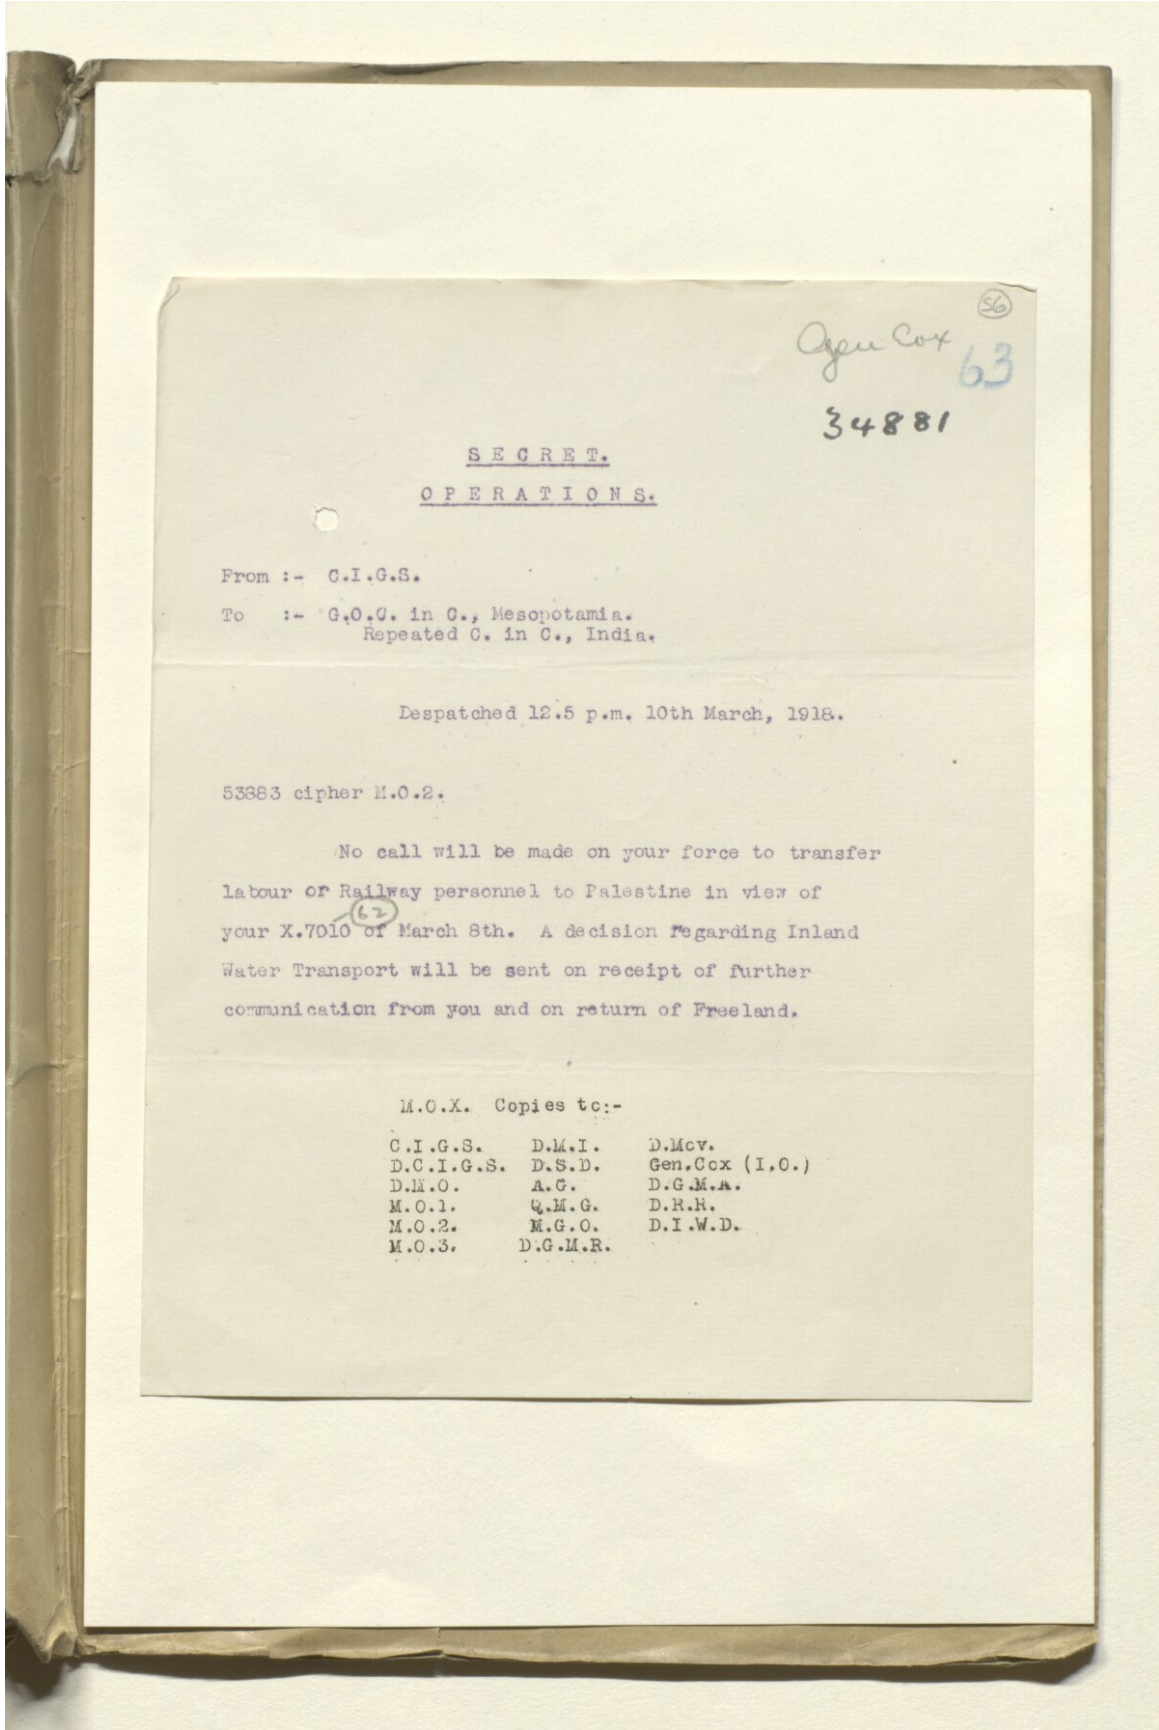 56
Gen Cox
63
34881
SECRET.
OPERATIONS.
From :- C.I.G.S.
To :- G.O.C. in C., Mesopotamia.
Repeated C. in C., India.
Despatched 12.5 p.m. 10th March, 1918.
53883 cipher M.O.2.
No call will be made on your force to transfer
labour or Railway personnel to Palestine in view of
62
your X.7010 of March 8th. A decision regarding Inland
Water Transport will be sent on receipt of further
communication from you and on return of Freeland.
M.O.X. Copies to:-
C.I.G.S. D.M.I. D.Mov.
D.C.I.G.S. D.S.D. Gen.Cox (I.O.)
D.M.O. A.G. D.G.M.A.
M.O.1. Q.M.G. D.R.R.
M.O.2. M.G.O. D.I.W.D.
M.O.3. D.G.M.R.